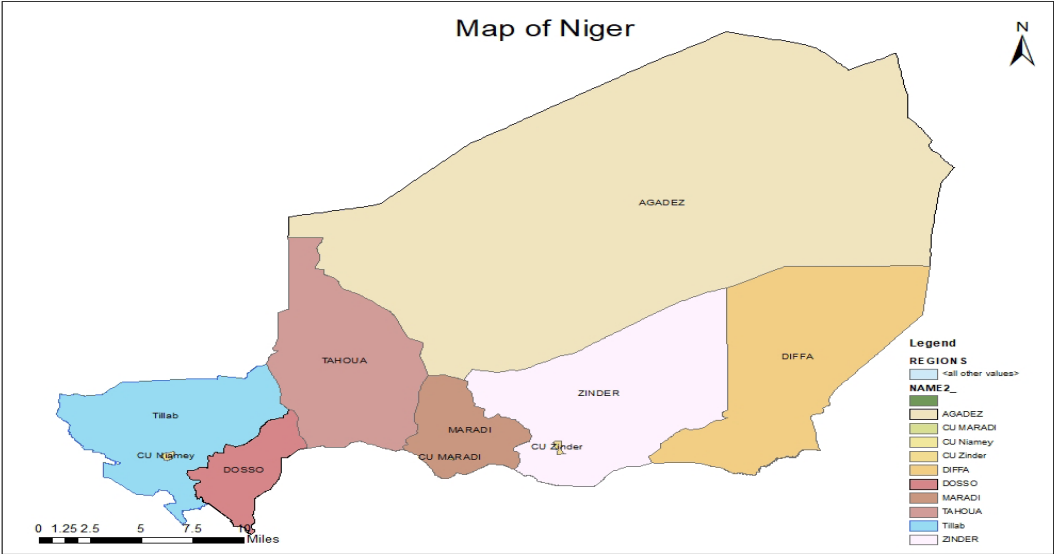 Map of Niger
N
AGADEZ
TAHOUA
DIFFA
ZINDER
Tillab
MARADI
CU Zinder
CU Niamey
CU MARADI
DOSSO
Legend
REGIONS
<all other values>
NAME2_
AGADEZ
CU MARADI
CU Niamey
CU Zinder
DIFFA
DOSSO
MARADI
TAHOUA
Tillab
ZINDER
0 1.25 2.5 5 7.5 10
Miles